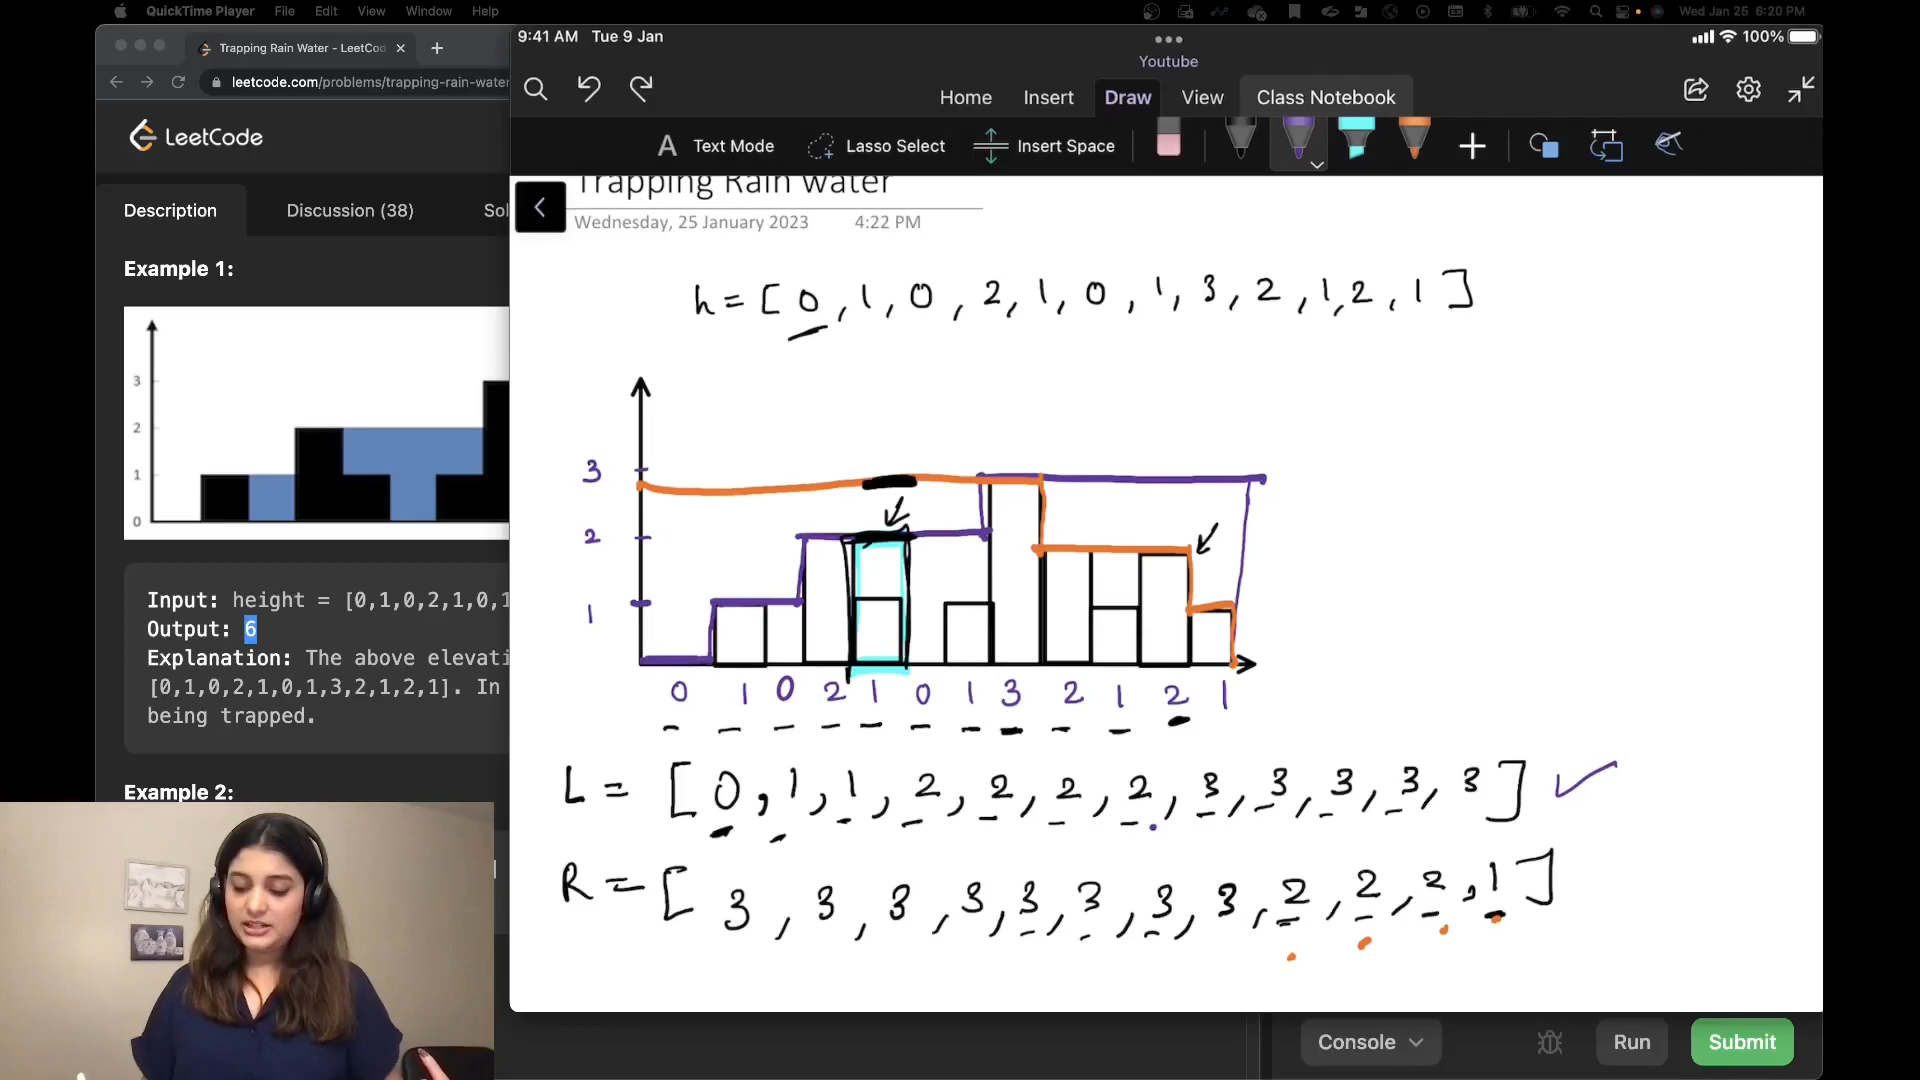 QuickTime Player File Edit View Window Help
Wed Jan 25 6:20 PM
Trapping Rain Water - LeetCod
leetcode.com/problems/trapping-rain-water
LeetCode
Description Discussion (38) Sol
Example 1:
3
2
1
0
Input: height = [0,1,0,2,1,0,1
Output: 6
Explanation: The above elevati
[0,1,0,2,1,0,1,3,2,1,2,1]. In
being trapped.
Example 2:
9:41 AM Tue 9 Jan
100%
Youtube
Home Insert Draw View Class Notebook
Text Mode Lasso Select Insert Space
Trapping Rain water
Wednesday, 25 January 2023 4:22 PM
h = [ 0 , 1 , 0 , 2 , 1 , 0 , 1 , 3 , 2 , 1 , 2 , 1 ]
3
2
1
0 1 0 2 1 0 1 3 2 1 2 1
L = [ 0 , 1 , 1 , 2 , 2 , 2 , 2 , 3 , 3 , 3 , 3 , 3 ]
R = [ 3 , 3 , 3 , 3 , 3 , 3 , 3 , 3 , 2 , 2 , 2 , 1 ]
Console Run Submit